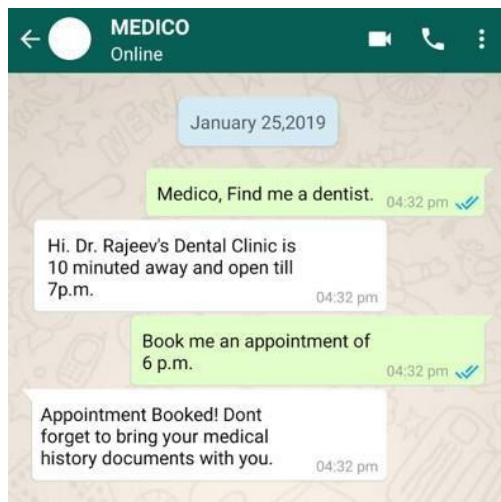 MEDICO
Online
January 25,2019
Medico, Find me a dentist.
04:32 pm
Hi. Dr. Rajeev's Dental Clinic is
10 minuted away and open till
7p.m.
04:32 pm
Book me an appointment of
6 p.m.
04:32 pm
Appointment Booked! Dont
forget to bring your medical
history documents with you.
04:32 pm